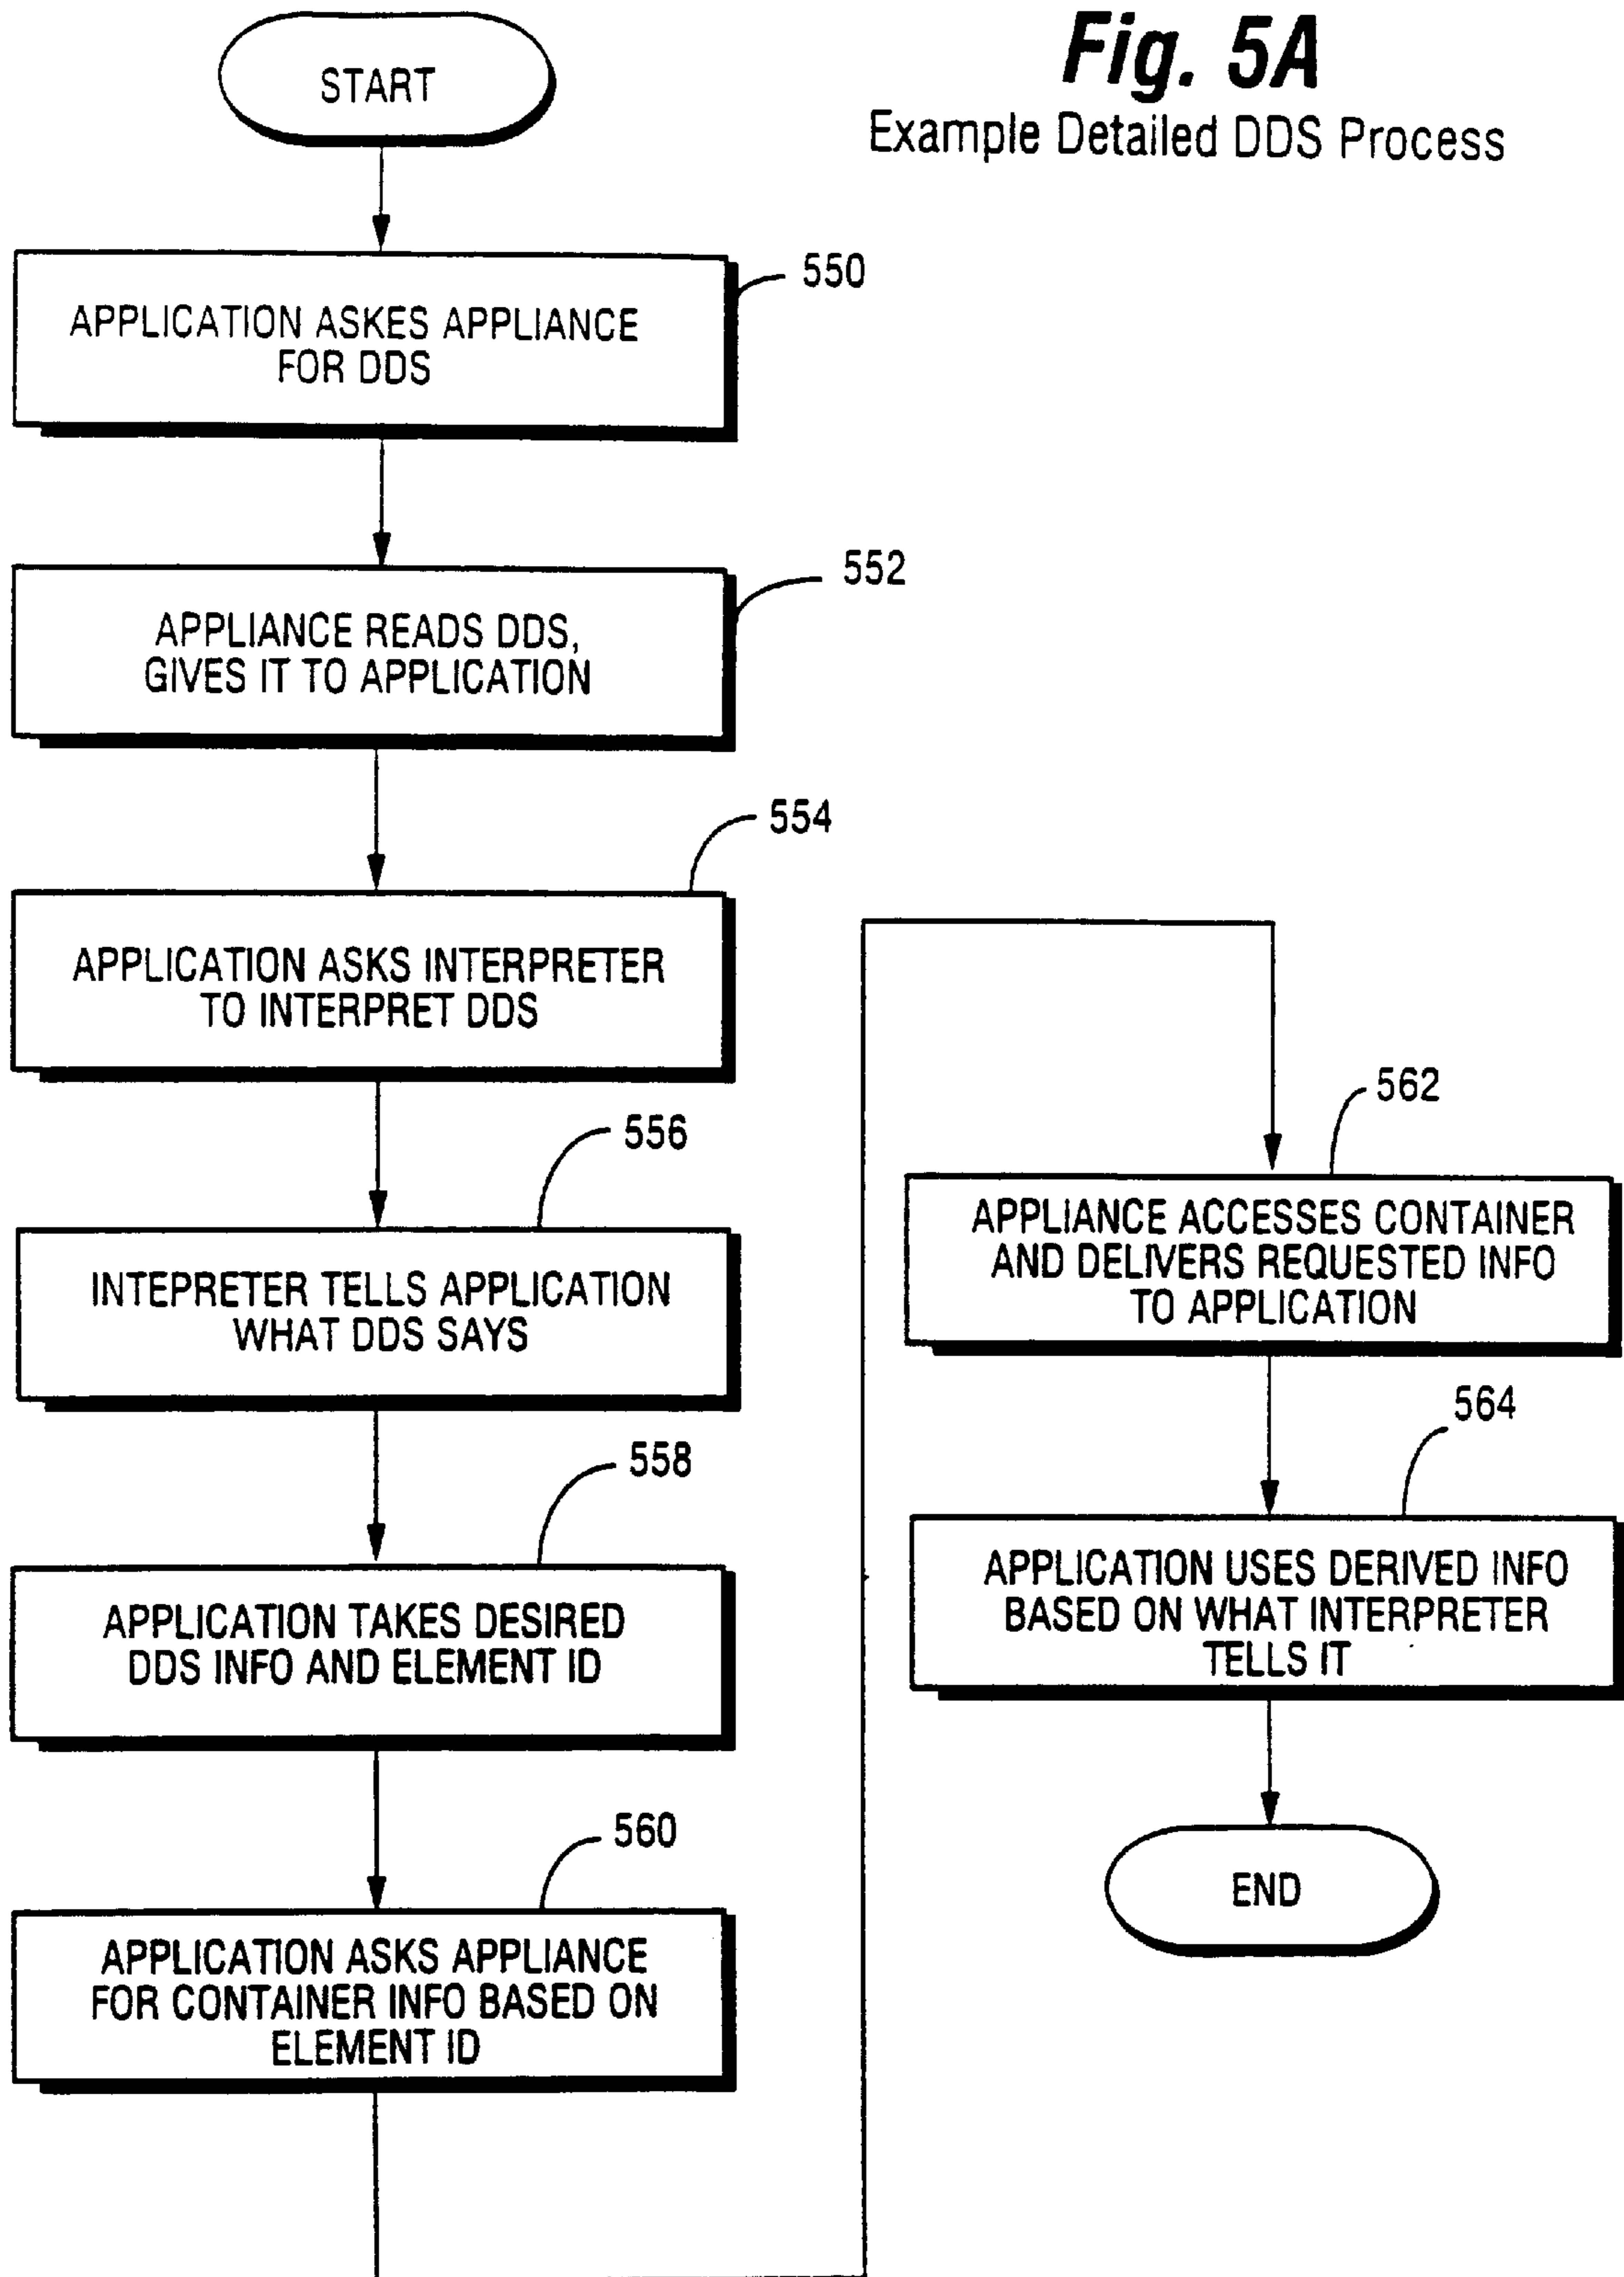 Fig. 5A
Example Detailed DDS Process
START
550
APPLICATION ASKES APPLIANCE
FOR DDS
552
APPLIANCE READS DDS,
GIVES IT TO APPLICATION
554
APPLICATION ASKS INTERPRETER
TO INTERPRET DDS
556
INTEPRETER TELLS APPLICATION
WHAT DDS SAYS
558
APPLICATION TAKES DESIRED
DDS INFO AND ELEMENT ID
560
APPLICATION ASKS APPLIANCE
FOR CONTAINER INFO BASED ON
ELEMENT ID
562
APPLIANCE ACCESSES CONTAINER
AND DELIVERS REQUESTED INFO
TO APPLICATION
564
APPLICATION USES DERIVED INFO
BASED ON WHAT INTERPRETER
TELLS IT
END